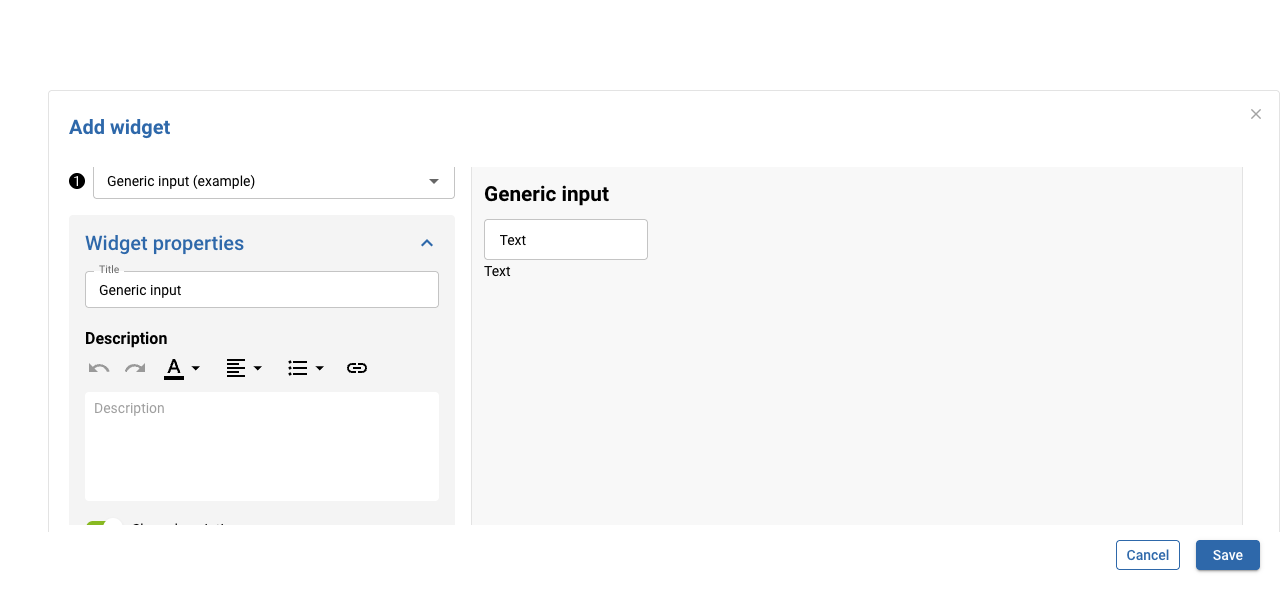 Add widget
1
Generic input (example)
Widget properties
Title
Generic input
Description
A
Description
Generic input
Text
Text
Cancel
Save